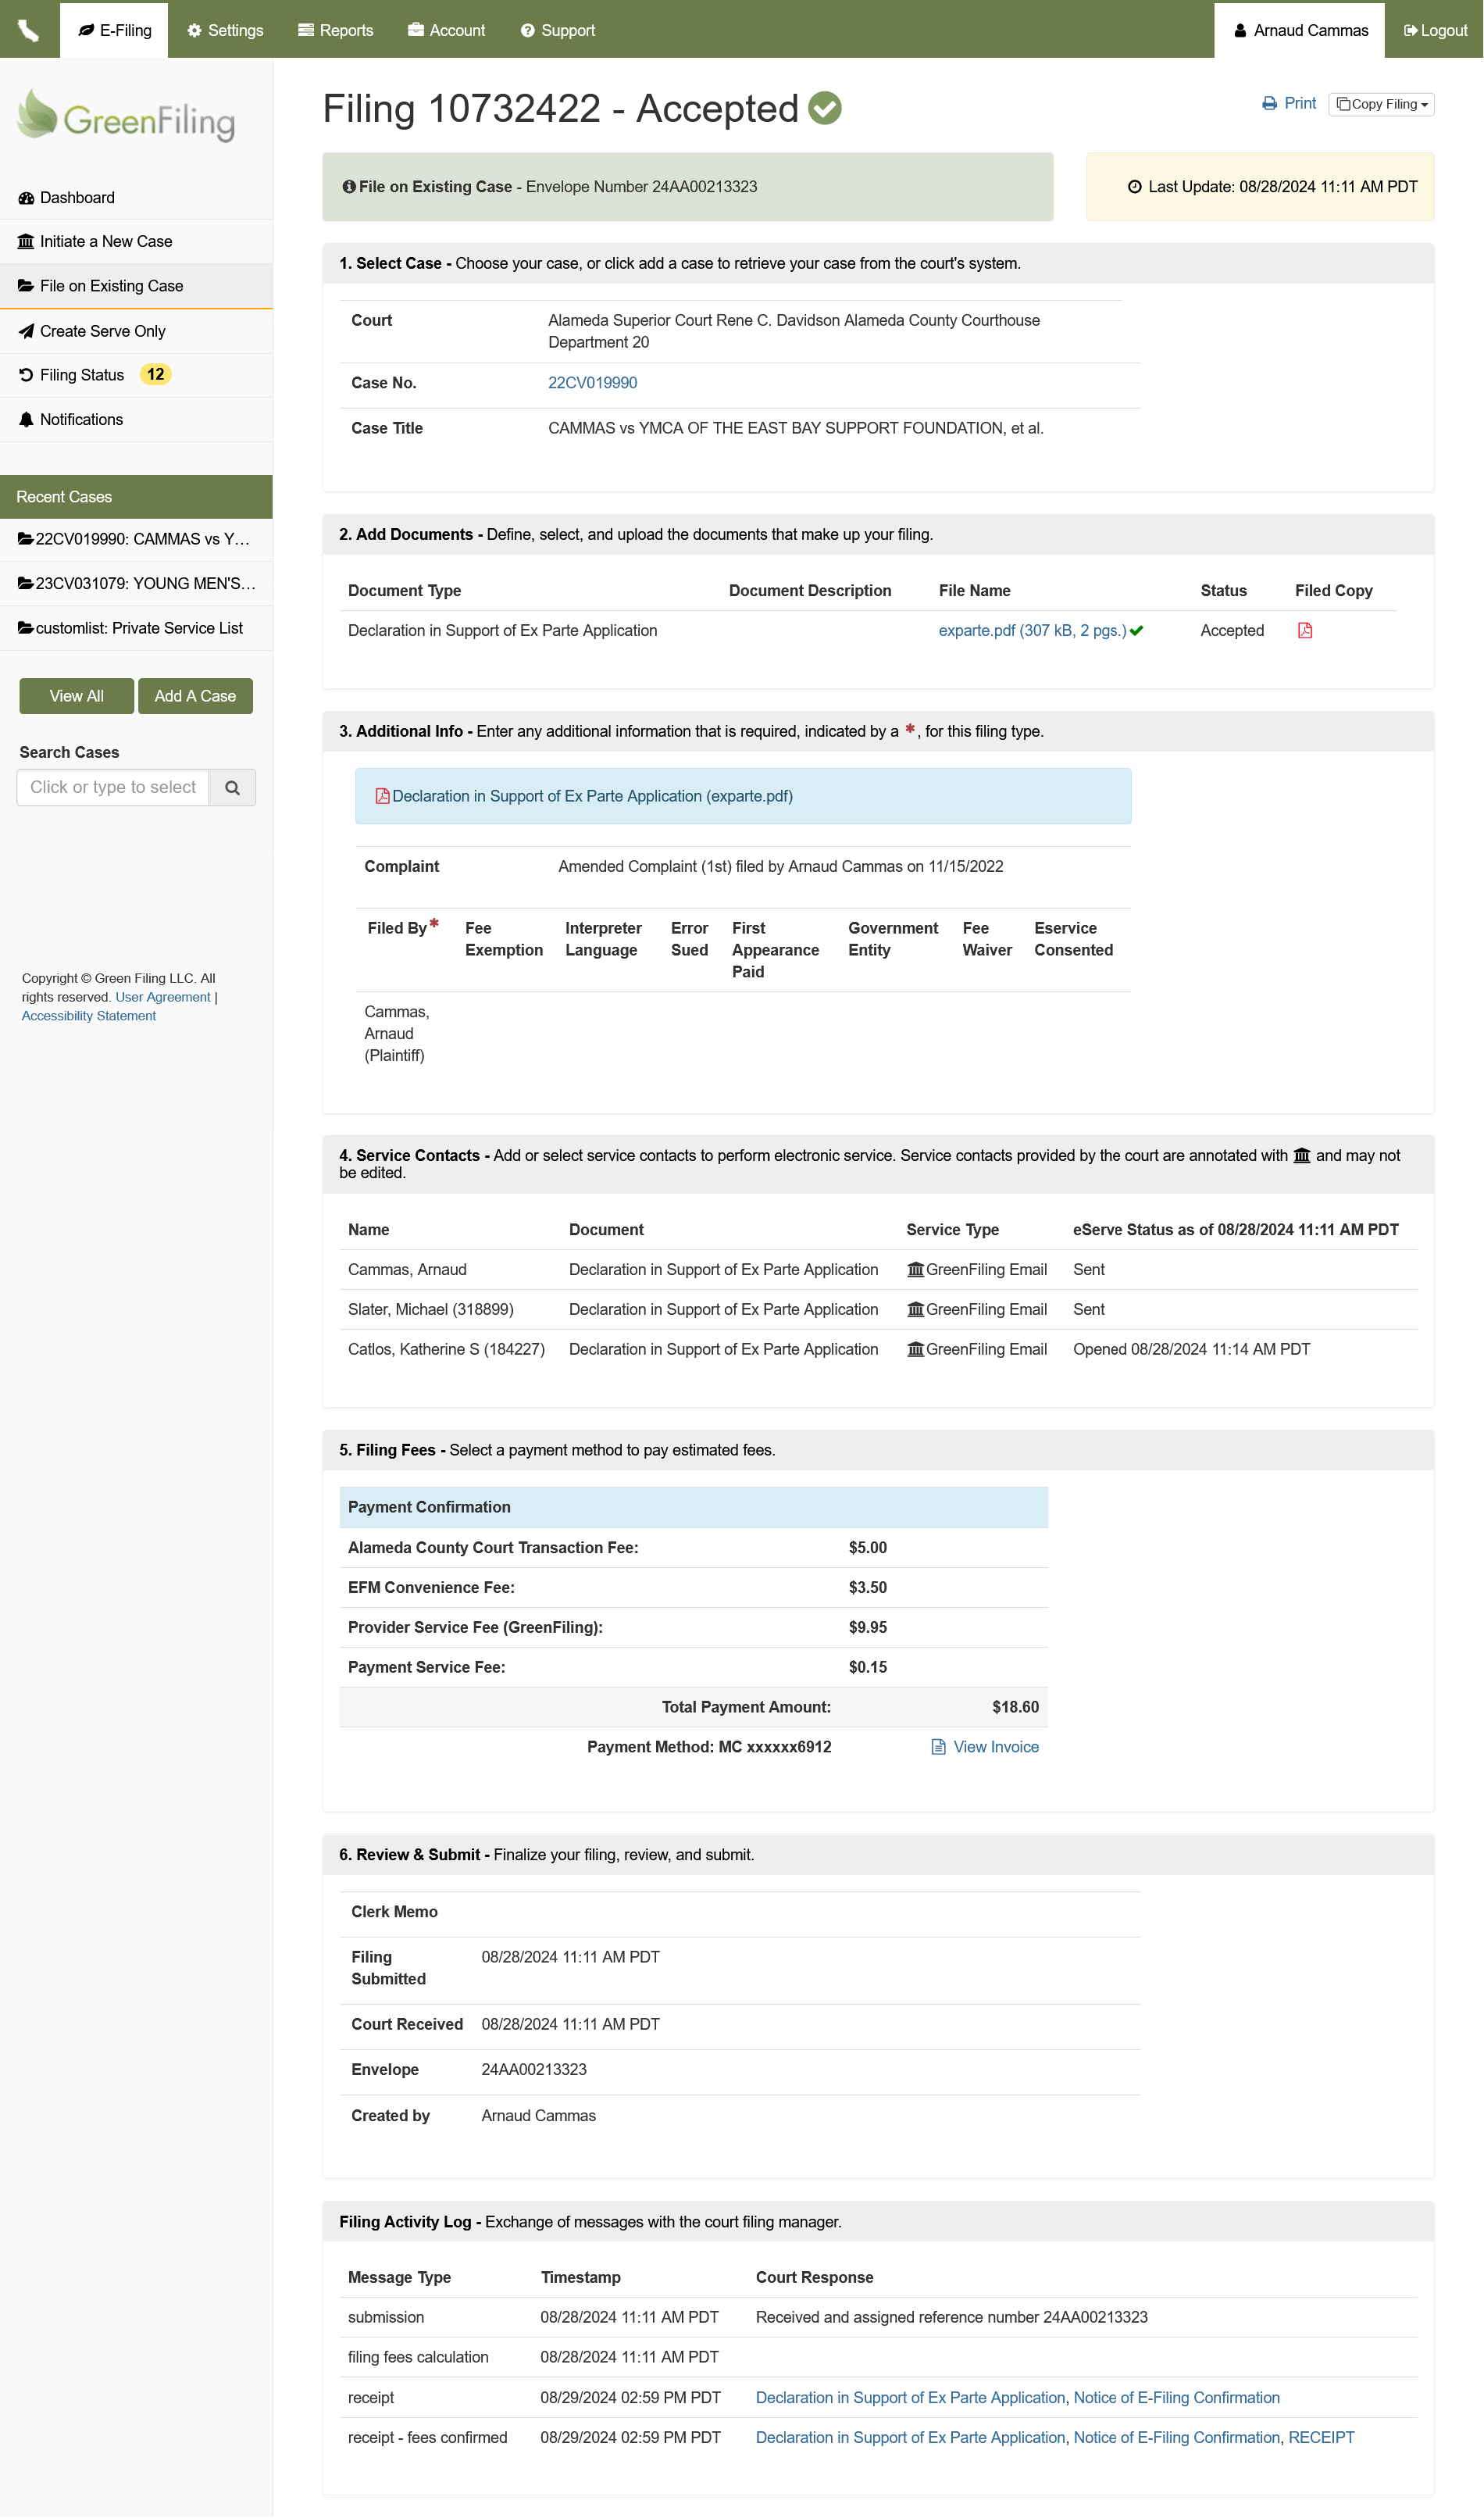 E-Filing Settings Reports Account Support Arnaud Cammas Logout
GreenFiling
Dashboard
Initiate a New Case
File on Existing Case
Create Serve Only
Filing Status 12
Notifications
Recent Cases
22CV019990: CAMMAS vs Y...
23CV031079: YOUNG MEN'S...
customlist: Private Service List
View All Add A Case
Search Cases
Click or type to select
Copyright © Green Filing LLC. All
rights reserved. User Agreement |
Accessibility Statement
Filing 10732422 - Accepted
Print Copy Filing
File on Existing Case - Envelope Number 24AA00213323
Last Update: 08/28/2024 11:11 AM PDT
1. Select Case - Choose your case, or click add a case to retrieve your case from the court's system.
Court Alameda Superior Court Rene C. Davidson Alameda County Courthouse
Department 20
Case No. 22CV019990
Case Title CAMMAS vs YMCA OF THE EAST BAY SUPPORT FOUNDATION, et al.
2. Add Documents - Define, select, and upload the documents that make up your filing.
Document Type Document Description File Name Status Filed Copy
Declaration in Support of Ex Parte Application exparte.pdf (307 kB, 2 pgs.) Accepted
3. Additional Info - Enter any additional information that is required, indicated by a *, for this filing type.
Declaration in Support of Ex Parte Application (exparte.pdf)
Complaint Amended Complaint (1st) filed by Arnaud Cammas on 11/15/2022
Filed By* Fee Interpreter Error First Government Fee Eservice
Exemption Language Sued Appearance Entity Waiver Consented
Paid
Cammas,
Arnaud
(Plaintiff)
4. Service Contacts - Add or select service contacts to perform electronic service. Service contacts provided by the court are annotated with and may not
be edited.
Name Document Service Type eServe Status as of 08/28/2024 11:11 AM PDT
Cammas, Arnaud Declaration in Support of Ex Parte Application GreenFiling Email Sent
Slater, Michael (318899) Declaration in Support of Ex Parte Application GreenFiling Email Sent
Catlos, Katherine S (184227) Declaration in Support of Ex Parte Application GreenFiling Email Opened 08/28/2024 11:14 AM PDT
5. Filing Fees - Select a payment method to pay estimated fees.
Payment Confirmation
Alameda County Court Transaction Fee: $5.00
EFM Convenience Fee: $3.50
Provider Service Fee (GreenFiling): $9.95
Payment Service Fee: $0.15
Total Payment Amount: $18.60
Payment Method: MC xxxxxx6912 View Invoice
6. Review & Submit - Finalize your filing, review, and submit.
Clerk Memo
Filing 08/28/2024 11:11 AM PDT
Submitted
Court Received 08/28/2024 11:11 AM PDT
Envelope 24AA00213323
Created by Arnaud Cammas
Filing Activity Log - Exchange of messages with the court filing manager.
Message Type Timestamp Court Response
submission 08/28/2024 11:11 AM PDT Received and assigned reference number 24AA00213323
filing fees calculation 08/28/2024 11:11 AM PDT
receipt 08/29/2024 02:59 PM PDT Declaration in Support of Ex Parte Application, Notice of E-Filing Confirmation
receipt - fees confirmed 08/29/2024 02:59 PM PDT Declaration in Support of Ex Parte Application, Notice of E-Filing Confirmation, RECEIPT